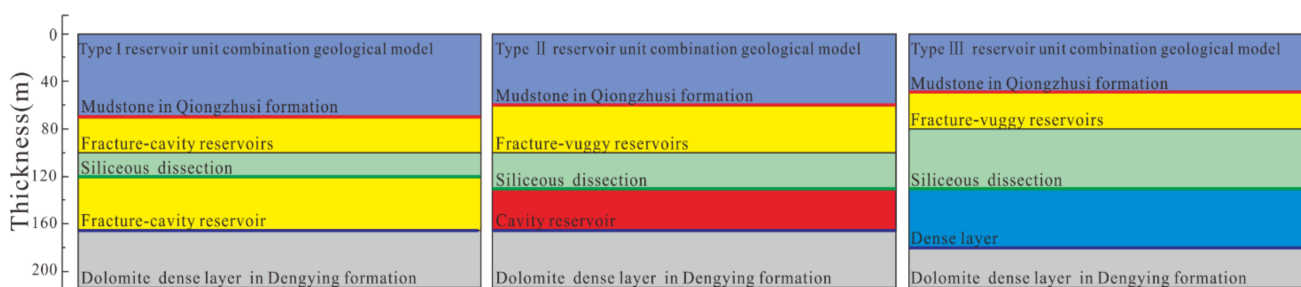 Thickness(m)
0
40
80
120
160
200
Type I reservoir unit combination geological model
Mudstone in Qiongzhusi formation
Fracture-cavity reservoirs
Siliceous dissection
Fracture-cavity reservoir
Dolomite dense layer in Dengying formation
Type II reservoir unit combination geological model
Mudstone in Qiongzhusi formation
Fracture-vuggy reservoirs
Siliceous dissection
Cavity reservoir
Dolomite dense layer in Dengying formation
Type III reservoir unit combination geological model
Mudstone in Qiongzhusi formation
Fracture-vuggy reservoirs
Siliceous dissection
Dense layer
Dolomite dense layer in Dengying formation